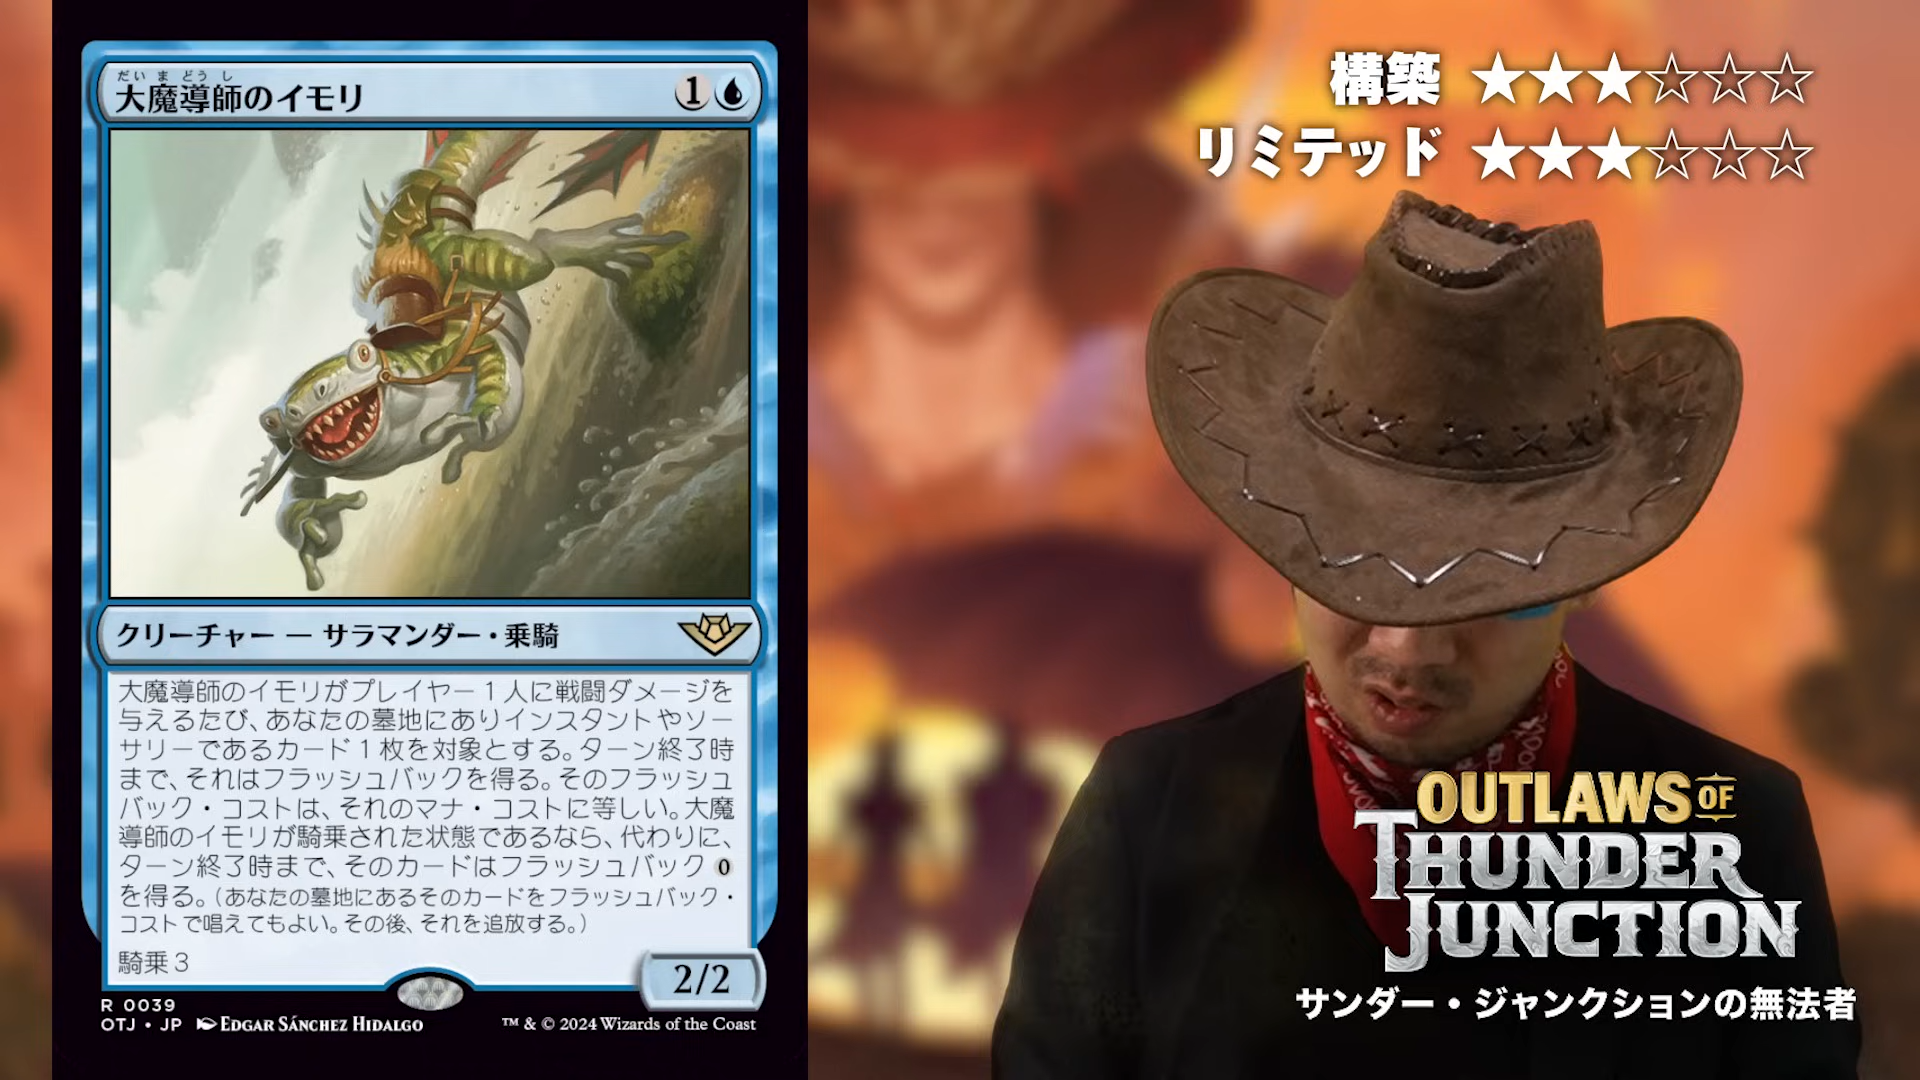 だいまどうし
大魔導師のイモリ
1
クリーチャー — サラマンダー・乗騎
大魔導師のイモリがプレイヤー1人に戦闘ダメージを
与えるたび、あなたの墓地にありインスタントやソー
サリーであるカード1枚を対象とする。ターン終了時
まで、それはフラッシュバックを得る。そのフラッシュ
バック・コストは、それのマナ・コストに等しい。大魔
導師のイモリが騎乗された状態であるなら、代わりに、
ターン終了時まで、そのカードはフラッシュバック0
を得る。（あなたの墓地にあるそのカードをフラッシュバック・
コストで唱えてもよい。その後、それを追放する。）
騎乗3
2/2
R 0039
OTJ・JP EDGAR SÁNCHEZ HIDALGO
™ & © 2024 Wizards of the Coast
構築 ★★★☆☆☆
リミテッド ★★★☆☆☆
OUTLAWS OF
THUNDER
JUNCTION
サンダー・ジャンクションの無法者